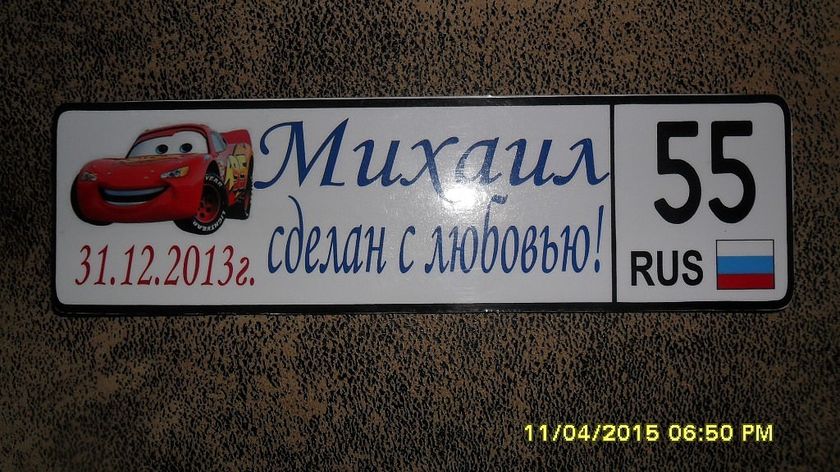 Михаил
31.12.2013г.
сделан с любовью!
55
RUS
11/04/2015 06:50 PM